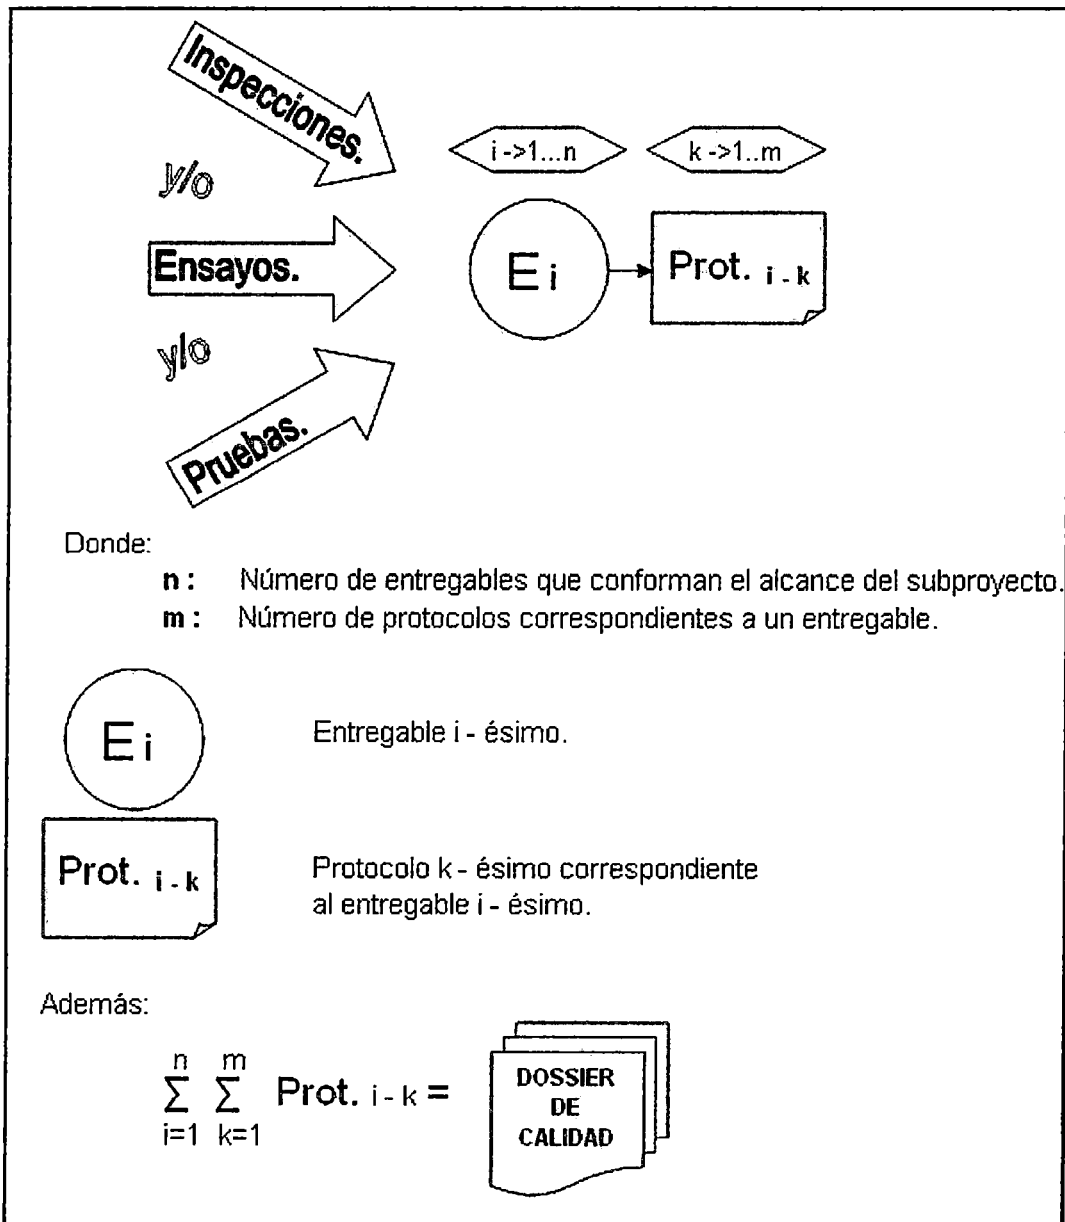 Inspecciones.
y/o
i ->1...n
k ->1..m
Ensayos.
E i
Prot. i - k
y/o
Pruebas.
Donde:
n : Número de entregables que conforman el alcance del subproyecto.
m : Número de protocolos correspondientes a un entregable.
E i
Entregable i - ésimo.
Prot. i - k
Protocolo k - ésimo correspondiente
al entregable i - ésimo.
Además:
n m
Σ Σ Prot. i - k =
i=1 k=1
DOSSIER
DE
CALIDAD